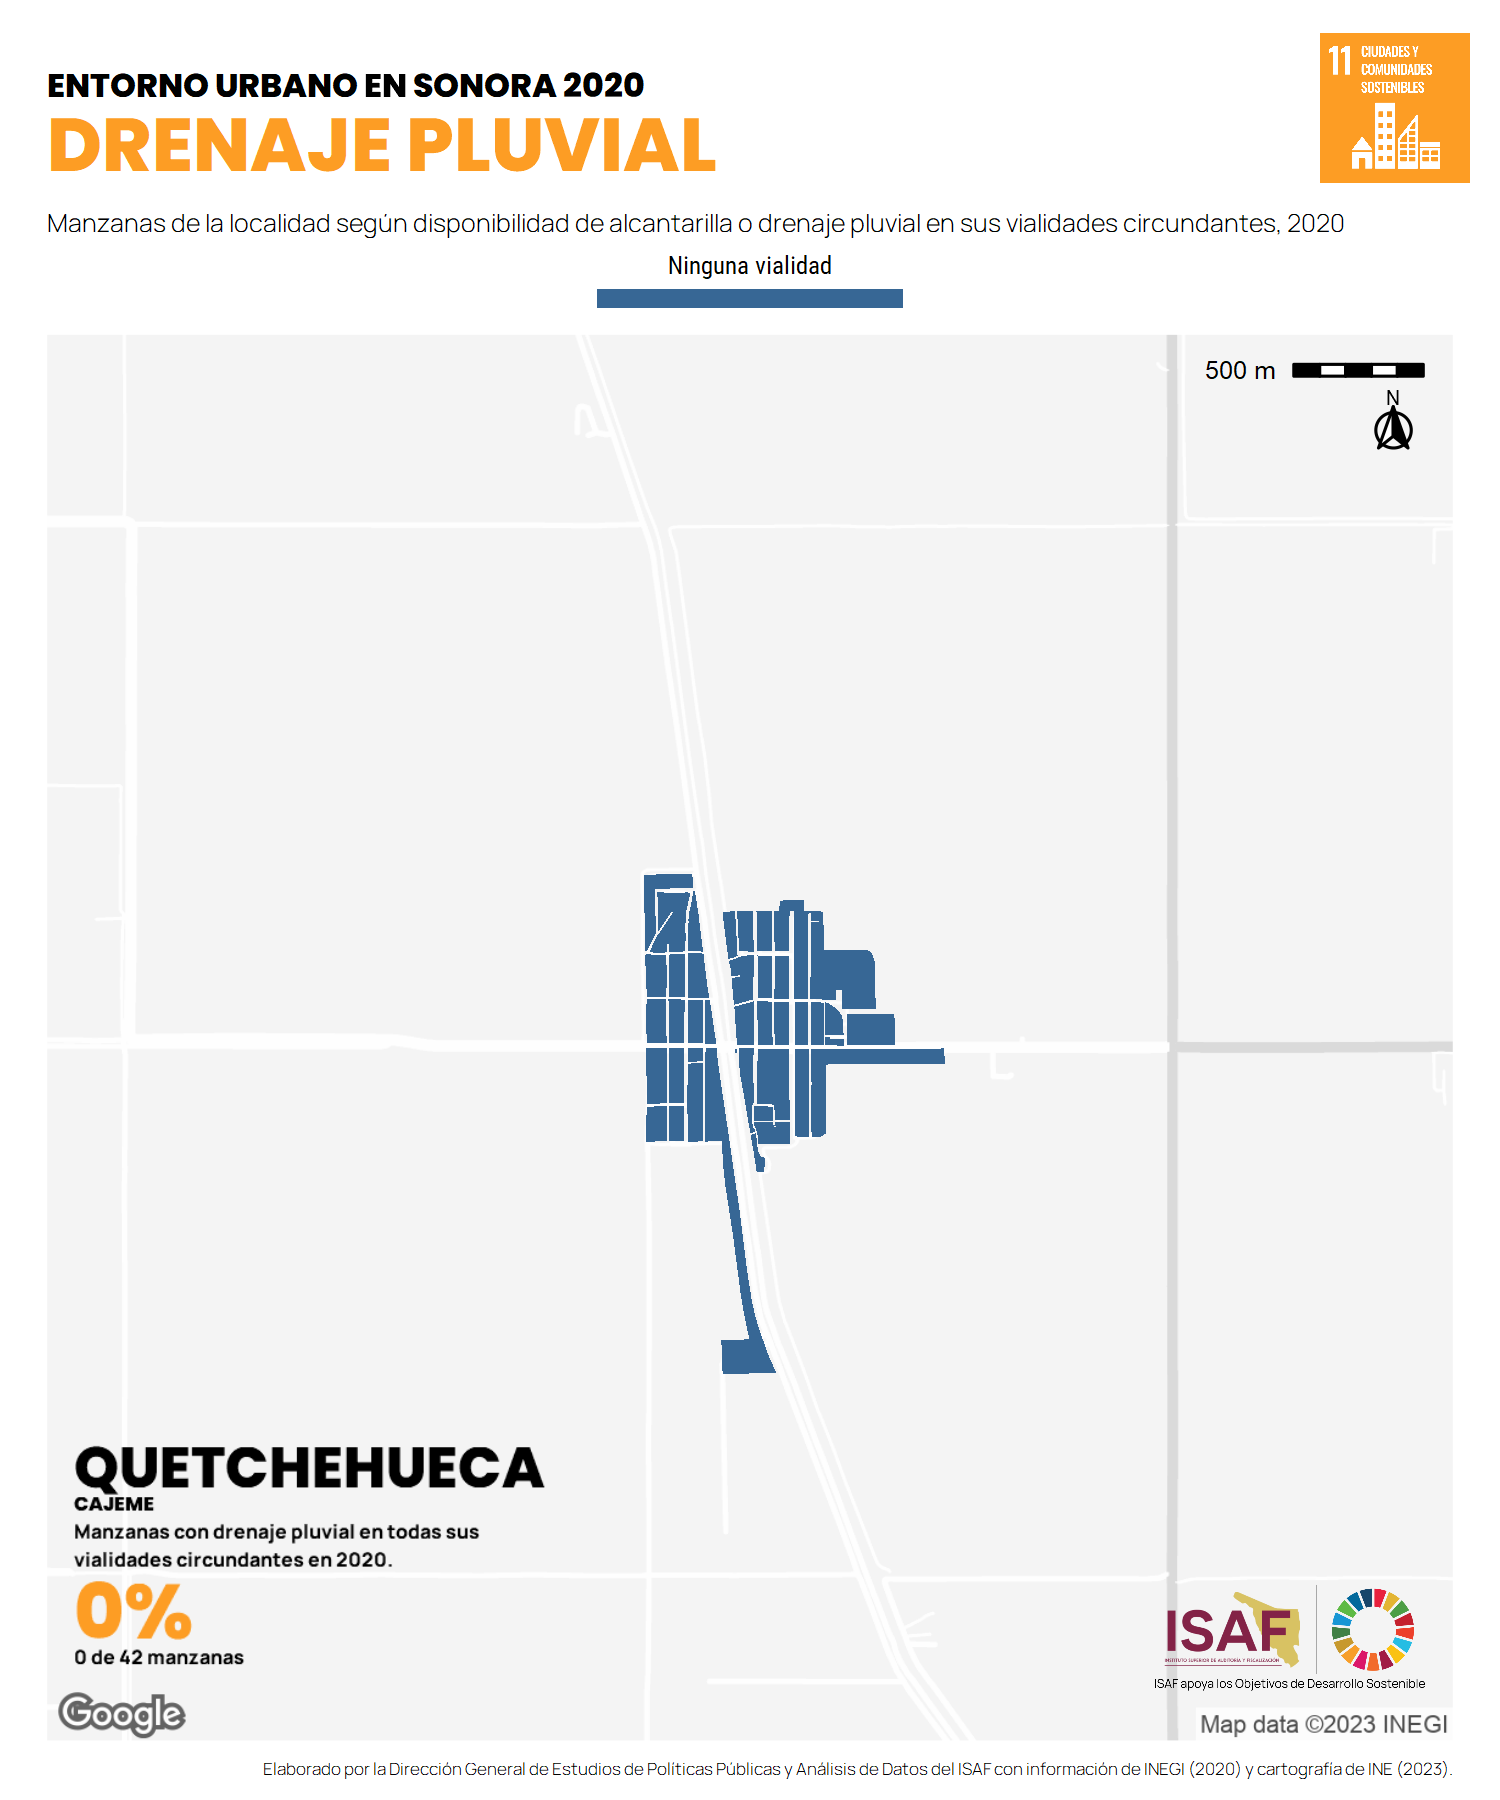 ENTORNO URBANO EN SONORA 2020
DRENAJE PLUVIAL
11 CIUDADES Y
COMUNIDADES
SOSTENIBLES
Manzanas de la localidad según disponibilidad de alcantarilla o drenaje pluvial en sus vialidades circundantes, 2020
Ninguna vialidad
500 m
N
QUETCHEHUECA
CAJEME
Manzanas con drenaje pluvial en todas sus
vialidades circundantes en 2020.
0%
0 de 42 manzanas
ISAF
INSTITUTO SUPERIOR DE AUDITORÍA Y FISCALIZACIÓN
ISAF apoya los Objetivos de Desarrollo Sostenible
Google
Map data ©2023 INEGI
Elaborado por la Dirección General de Estudios de Políticas Públicas y Análisis de Datos del ISAF con información de INEGI (2020) y cartografía de INE (2023).